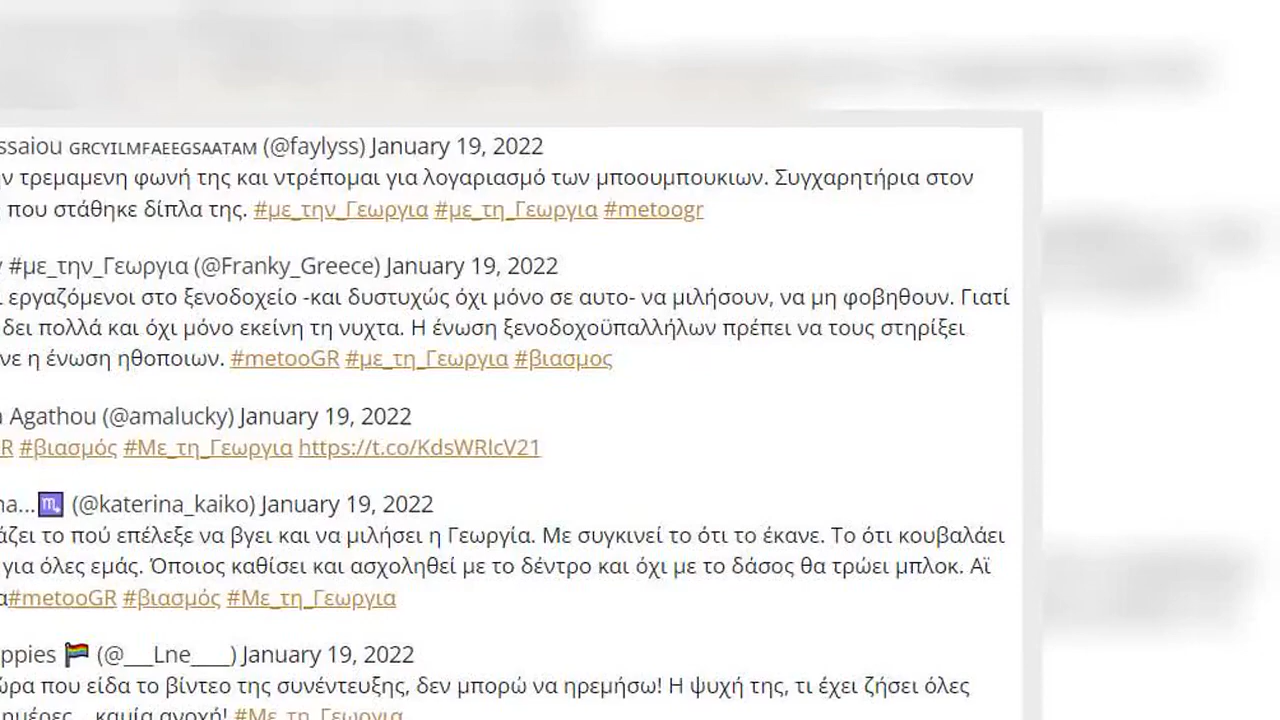 ssaiou GRCYILMFAEEGSAATAM (@faylyss) January 19, 2022
ν τρεμαμενη φωνή της και ντρέπομαι για λογαριασμό των μποουμπουκιων. Συγχαρητήρια στον
που στάθηκε δίπλα της. #με_την_Γεωργια #με_τη_Γεωργια #metoogr
#με_την_Γεωργια (@Franky_Greece) January 19, 2022
εργαζόμενοι στο ξενοδοχείο -και δυστυχώς όχι μόνο σε αυτο- να μιλήσουν, να μη φοβηθουν. Γιατί
δει πολλά και όχι μόνο εκείνη τη νυχτα. Η ένωση ξενοδοχοϋπαλλήλων πρέπει να τους στηρίξει
νε η ένωση ηθοποιων. #metooGR #με_τη_Γεωργια #βιασμος
Agathou (@amalucky) January 19, 2022
R #βιασμός #Με_τη_Γεωργια https://t.co/KdsWRlcV21
na...♏ (@katerina_kaiko) January 19, 2022
άζει το πού επέλεξε να βγει και να μιλήσει η Γεωργία. Με συγκινεί το ότι το έκανε. Το ότι κουβαλάει
για όλες εμάς. Όποιος καθίσει και ασχοληθεί με το δέντρο και όχι με το δάσος θα τρώει μπλοκ. Αϊ
α#metooGR #βιασμός #Με_τη_Γεωργια
ppies 🏳️‍🌈 (@___Lne____) January 19, 2022
ώρα που είδα το βίντεο της συνέντευξης, δεν μπορώ να ηρεμήσω! Η ψυχή της, τι έχει ζήσει όλες
ημέρες... καμία ανοχή! #Με_τη_Γεωργια